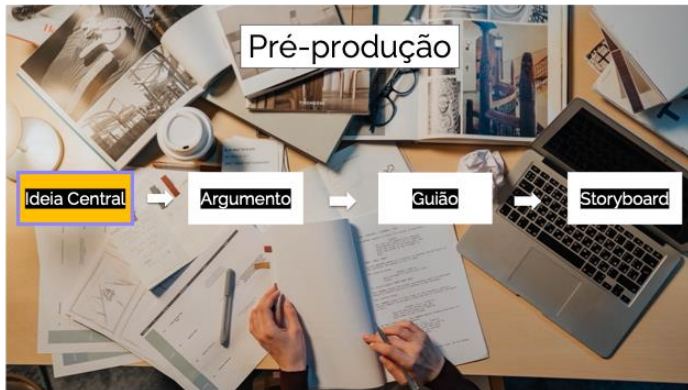 Pré-produção
Ideia Central
Argumento
Guião
Storyboard